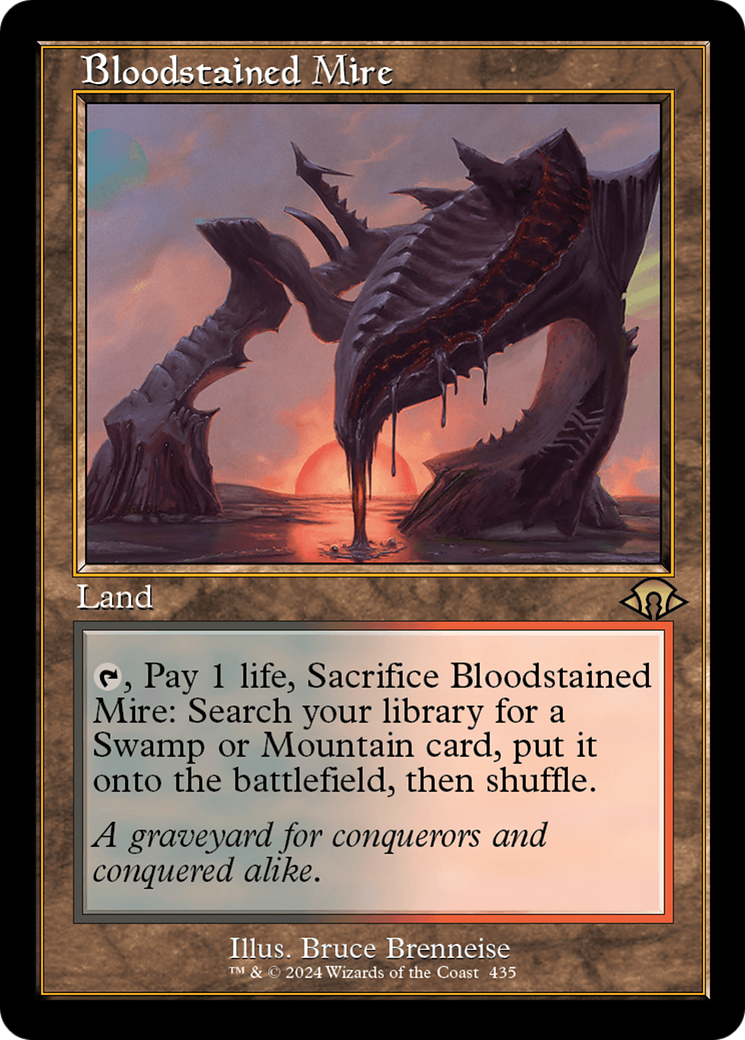 Bloodstained Mire
Land
, Pay 1 life, Sacrifice Bloodstained
Mire: Search your library for a
Swamp or Mountain card, put it
onto the battlefield, then shuffle.
A graveyard for conquerors and
conquered alike.
Illus. Bruce Brenneise
™ & © 2024 Wizards of the Coast 435